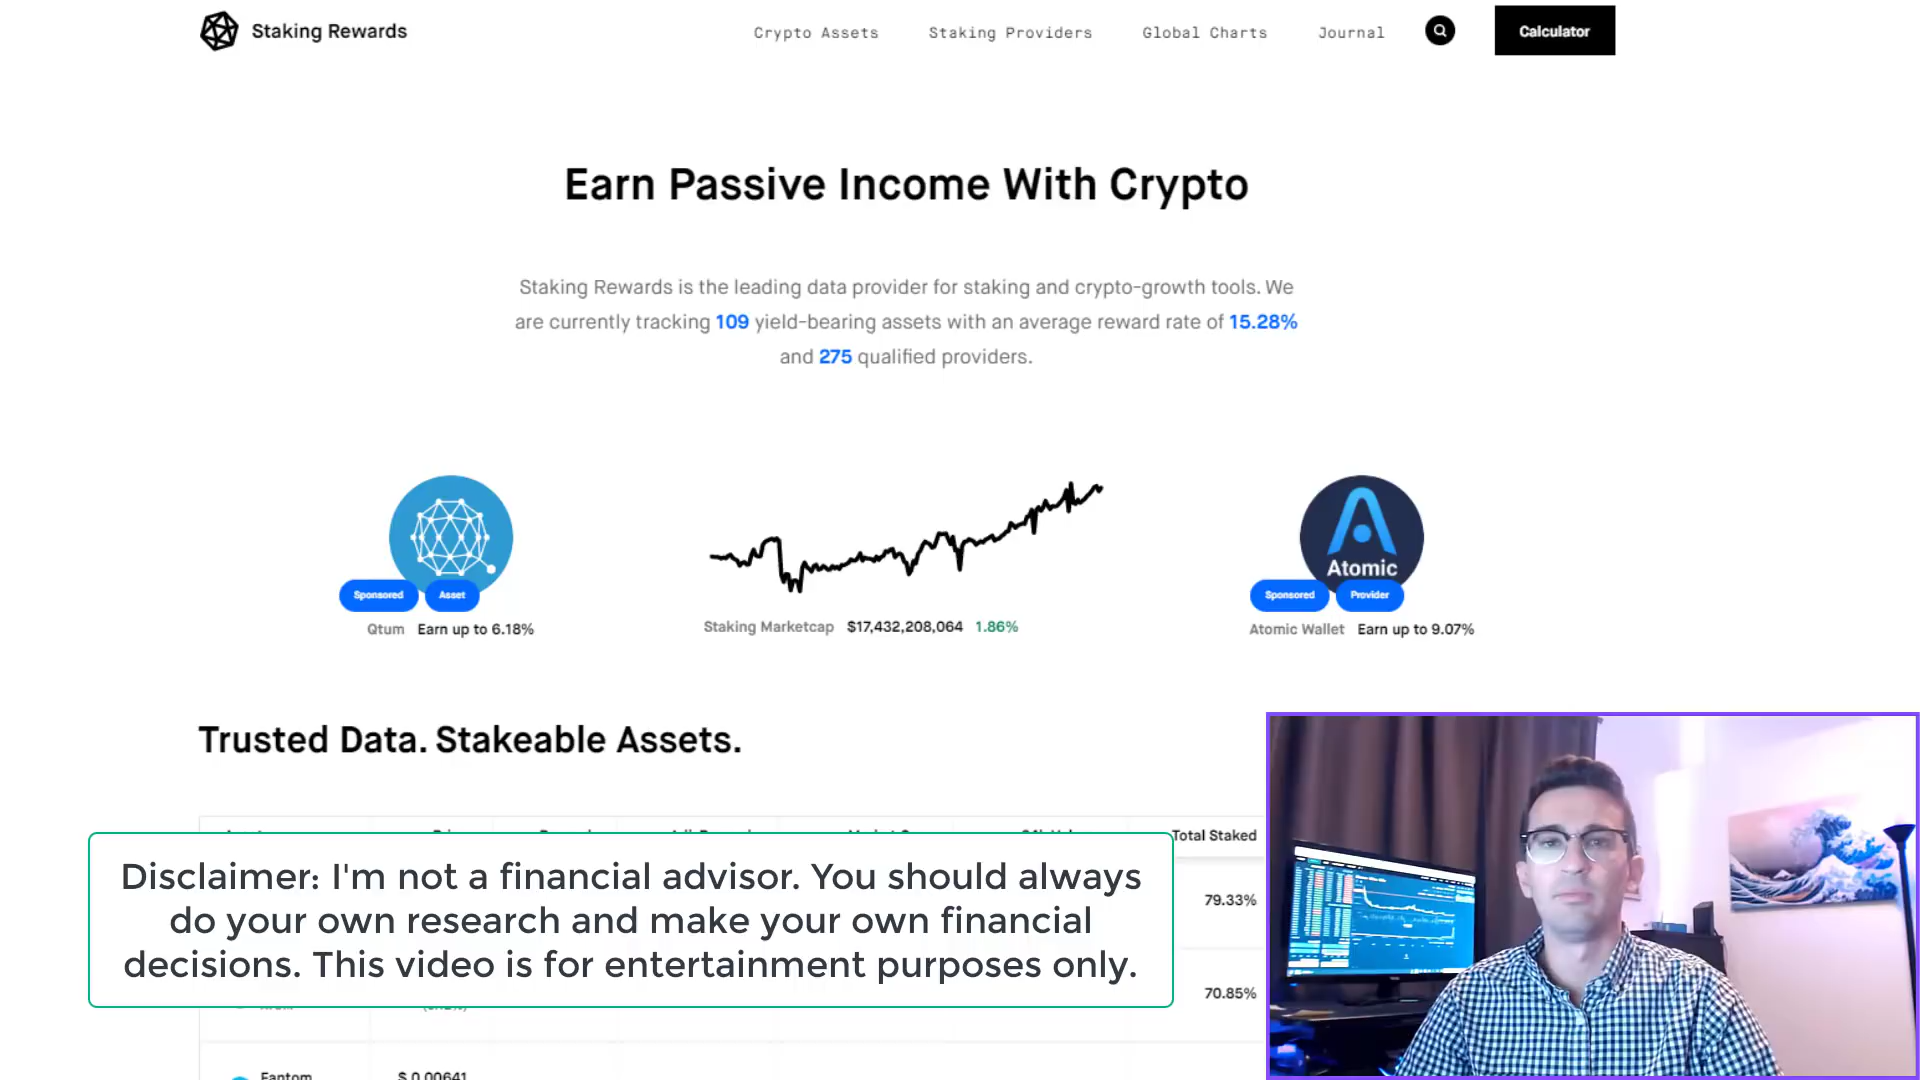 Staking Rewards
Crypto Assets
Staking Providers
Global Charts
Journal
Calculator
Earn Passive Income With Crypto
Staking Rewards is the leading data provider for staking and crypto-growth tools. We
are currently tracking 109 yield-bearing assets with an average reward rate of 15.28%
and 275 qualified providers.
Atomic
Sponsored
Asset
Sponsored
Provider
Qtum Earn up to 6.18%
Staking Marketcap $17,432,208,064 1.86%
Atomic Wallet Earn up to 9.07%
Trusted Data. Stakeable Assets.
Total Staked
79.33%
70.85%
Disclaimer: I'm not a financial advisor. You should always
do your own research and make your own financial
decisions. This video is for entertainment purposes only.
Fantom
$ 0.00641